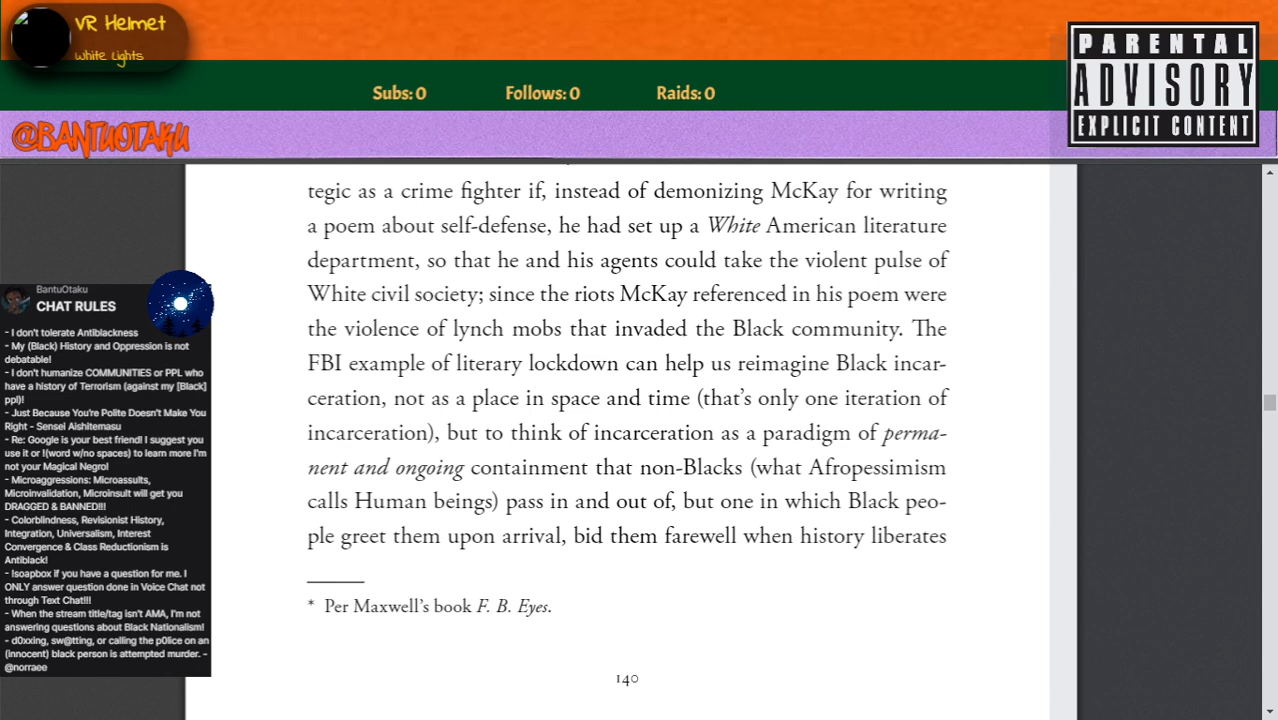 VR Helmet
White Lights
Subs: 0
Follows: 0
Raids: 0
PARENTAL
ADVISORY
EXPLICIT CONTENT
@BANTUOTAKU
tegic as a crime fighter if, instead of demonizing McKay for writing
a poem about self-defense, he had set up a White American literature
department, so that he and his agents could take the violent pulse of
White civil society; since the riots McKay referenced in his poem were
the violence of lynch mobs that invaded the Black community. The
FBI example of literary lockdown can help us reimagine Black incar-
ceration, not as a place in space and time (that's only one iteration of
incarceration), but to think of incarceration as a paradigm of perma-
nent and ongoing containment that non-Blacks (what Afropessimism
calls Human beings) pass in and out of, but one in which Black peo-
ple greet them upon arrival, bid them farewell when history liberates
* Per Maxwell's book F. B. Eyes.
140
BantuOtaku
CHAT RULES
- I don't tolerate Antiblackness
- My (Black) History and Oppression is not
debatable!
- I don't humanize COMMUNITIES or PPL who
have a history of Terrorism (against my [Black]
ppl)!
- Just Because You're Polite Doesn't Make You
Right - Sensei Aishitemasu
- Re: Google is your best friend! I suggest you
use it or !(word w/no spaces) to learn more I'm
not your Magical Negro!
- Microaggressions: Microassults,
Microinvalidation, Microinsult will get you
DRAGGED & BANNED!!!
- Colorblindness, Revisionist History,
Integration, Universalism, Interest
Convergence & Class Reductionism is
Antiblack!
- !soapbox if you have a question for me. I
ONLY answer question done in Voice Chat not
through Text Chat!!!
- When the stream title/tag isn't AMA, I'm not
answering questions about Black Nationalism!
- d0xxing, sw@tting, or calling the p0lice on an
(innocent) black person is attempted murder. -
@norraee